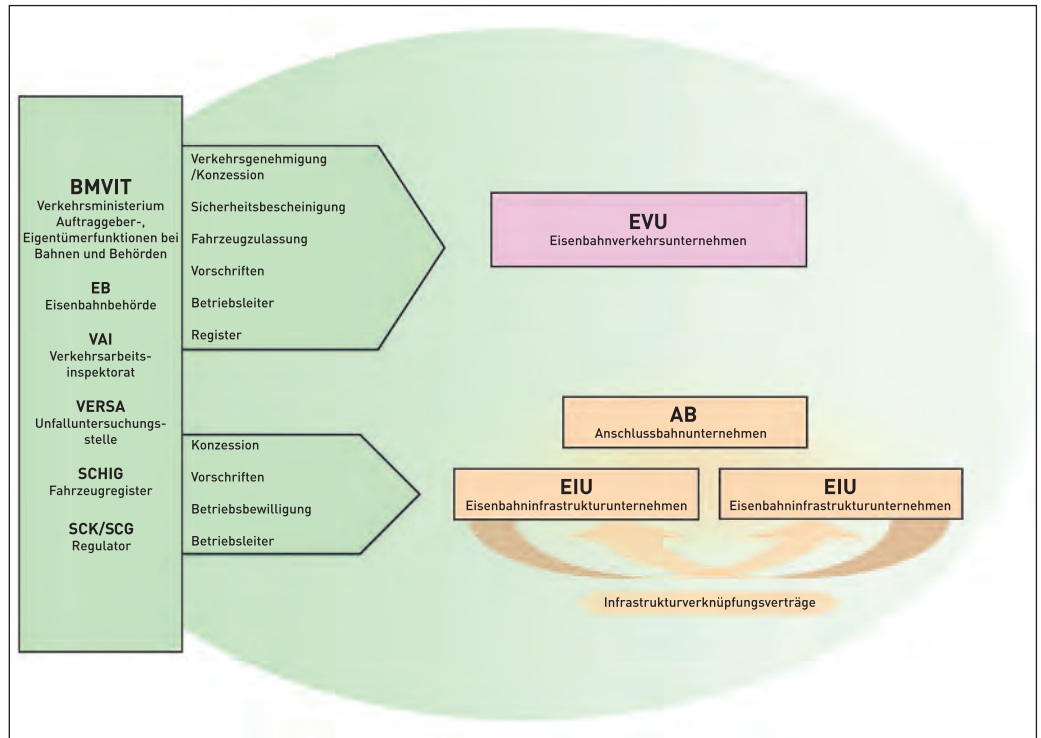 BMVIT
Verkehrsministerium
Auftraggeber-,
Eigentümerfunktionen bei
Bahnen und Behörden
EB
Eisenbahnbehörde
VAI
Verkehrsarbeits-
inspektorat
VERSA
Unfalluntersuchungs-
stelle
SCHIG
Fahrzeugregister
SCK/SCG
Regulator
Verkehrsgenehmigung
/Konzession
Sicherheitsbescheinigung
Fahrzeugzulassung
Vorschriften
Betriebsleiter
Register
Konzession
Vorschriften
Betriebsbewilligung
Betriebsleiter
EVU
Eisenbahnverkehrsunternehmen
AB
Anschlussbahnunternehmen
EIU
Eisenbahninfrastrukturunternehmen
EIU
Eisenbahninfrastrukturunternehmen
Infrastrukturverknüpfungsverträge